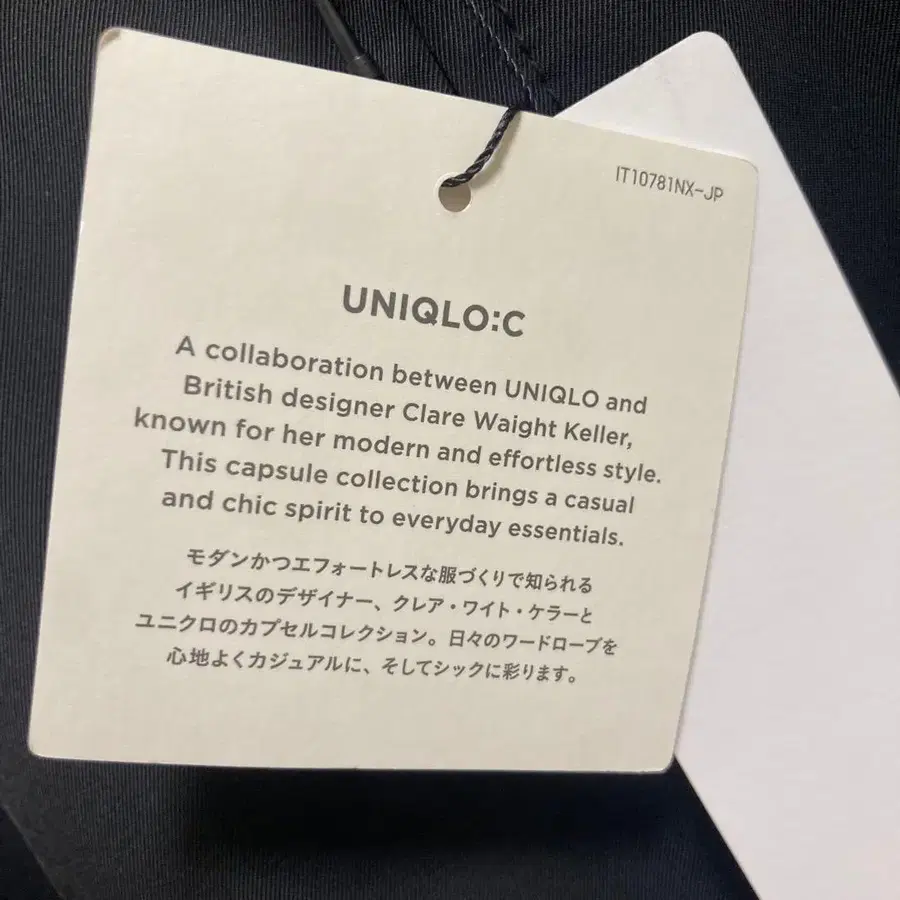 IT10781NX-JP
UNIQLO:C
A collaboration between UNIQLO and
British designer Clare Waight Keller,
known for her modern and effortless style.
This capsule collection brings a casual
and chic spirit to everyday essentials.
モダンかつエフォートレスな服づくりで知られる
イギリスのデザイナー、クレア・ワイト・ケラーと
ユニクロのカプセルコレクション。日々のワードローブを
心地よくカジュアルに、そしてシックに彩ります。